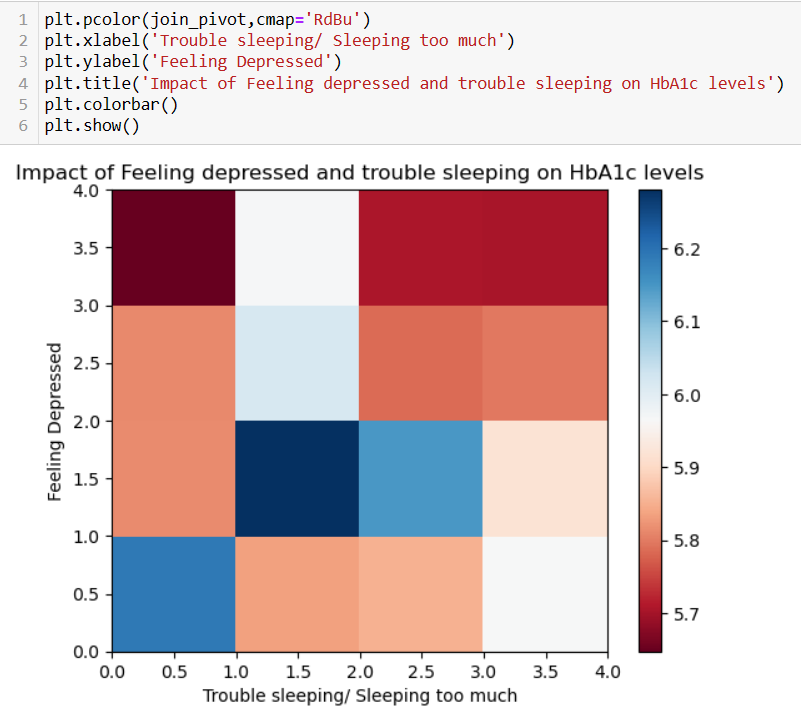 1 plt.pcolor(join_pivot,cmap='RdBu')
2 plt.xlabel('Trouble sleeping/ Sleeping too much')
3 plt.ylabel('Feeling Depressed')
4 plt.title('Impact of Feeling depressed and trouble sleeping on HbA1c levels')
5 plt.colorbar()
6 plt.show()
Impact of Feeling depressed and trouble sleeping on HbA1c levels
4.0
3.5
3.0
2.5
2.0
1.5
1.0
0.5
0.0
Feeling Depressed
0.0 0.5 1.0 1.5 2.0 2.5 3.0 3.5 4.0
Trouble sleeping/ Sleeping too much
6.2
6.1
6.0
5.9
5.8
5.7